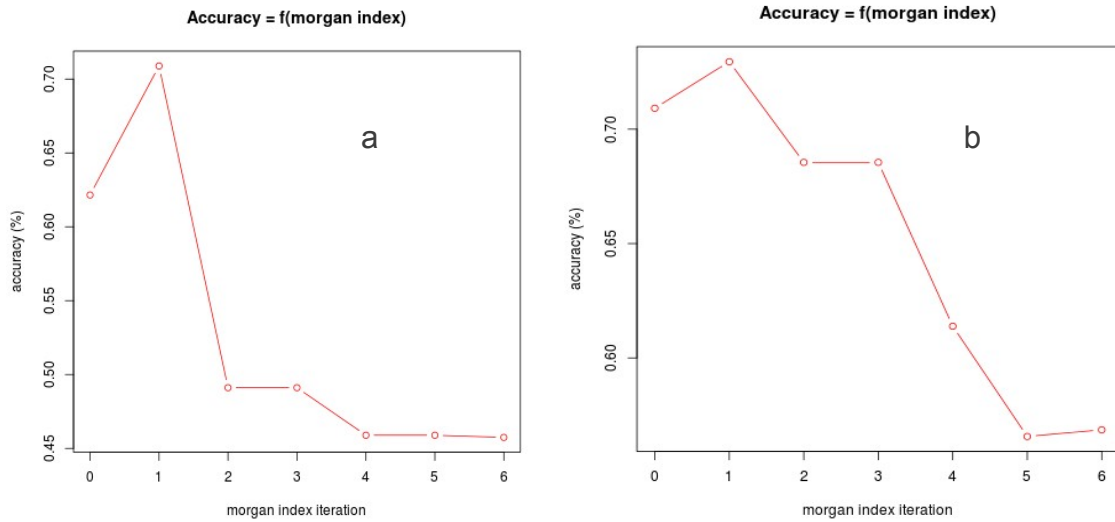 Accuracy = f(morgan index)
accuracy (%)
0.70
0.65
0.60
0.55
0.50
0.45
a
0 1 2 3 4 5 6
morgan index iteration
Accuracy = f(morgan index)
accuracy (%)
0.70
0.65
0.60
b
0 1 2 3 4 5 6
morgan index iteration